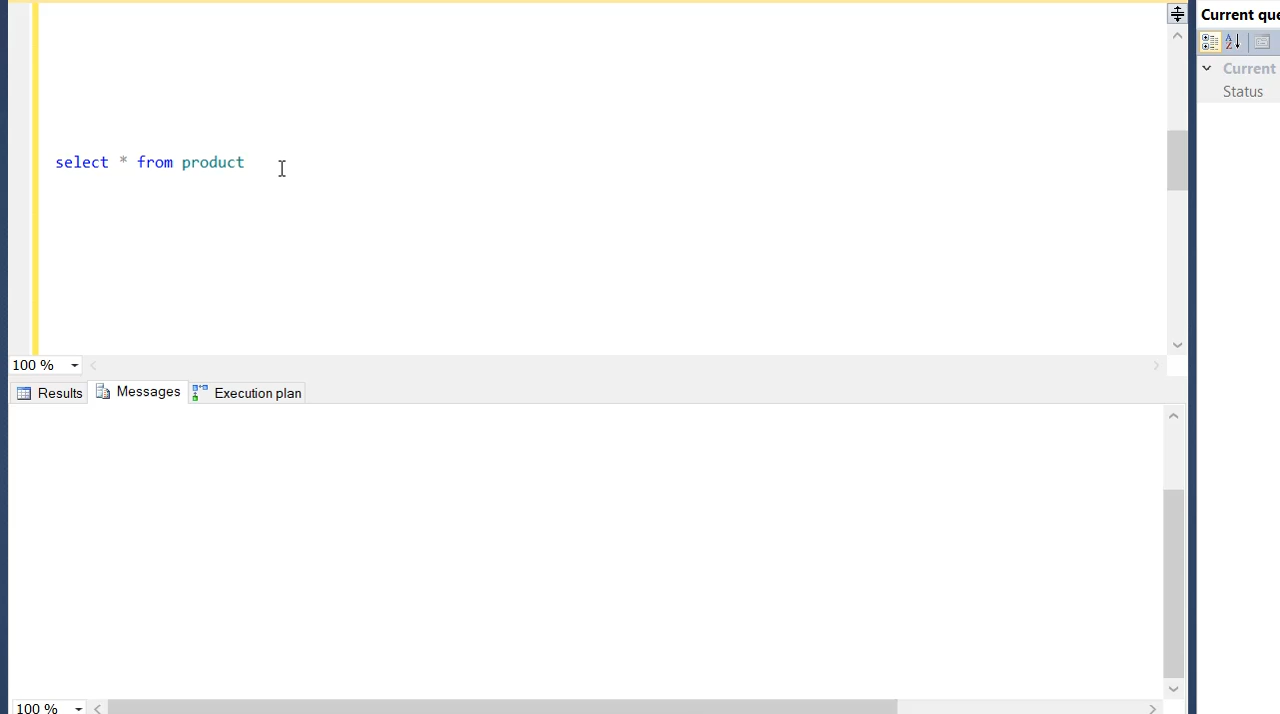 Current que
Current
Status
select * from product
100 %
Results Messages Execution plan
100 %